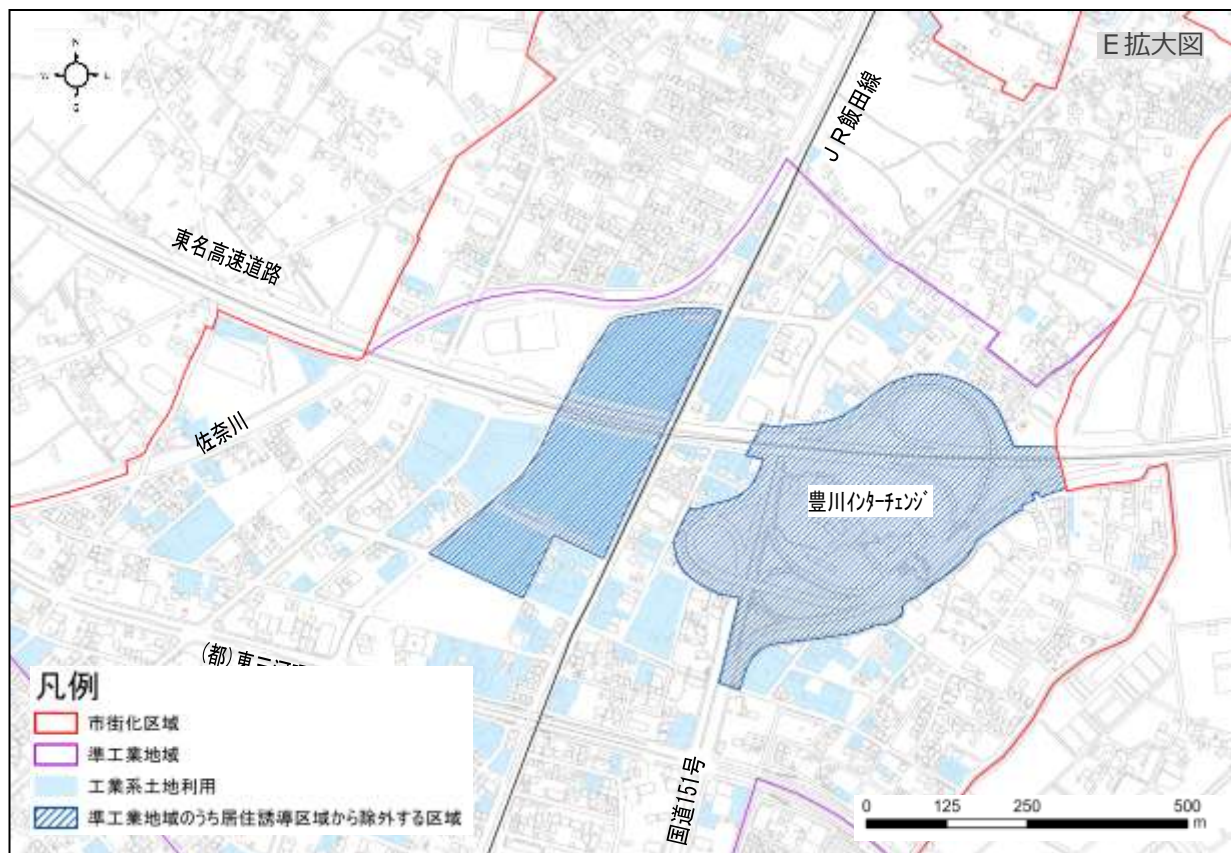 E拡大図
JR飯田線
東名高速道路
佐奈川
豊川インターチェンジ
(都)東三
国道151号
凡例
市街化区域
準工業地域
工業系土地利用
準工業地域のうち居住誘導区域から除外する区域
0 125 250 500
m